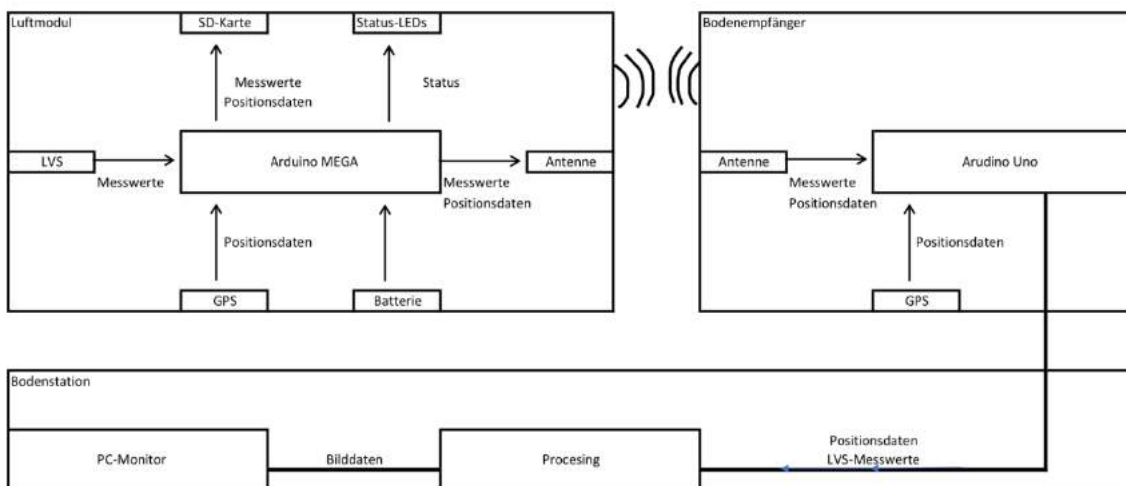 Luftmodul
SD-Karte
Status-LEDs
Messwerte
Positionsdaten
Status
LVS
Messwerte
Arduino MEGA
Messwerte
Positionsdaten
Antenne
Positionsdaten
GPS
Batterie
Bodenempfänger
Antenne
Messwerte
Positionsdaten
Arudino Uno
Positionsdaten
GPS
Bodenstation
PC-Monitor
Bilddaten
Procesing
Positionsdaten
LVS-Messwerte